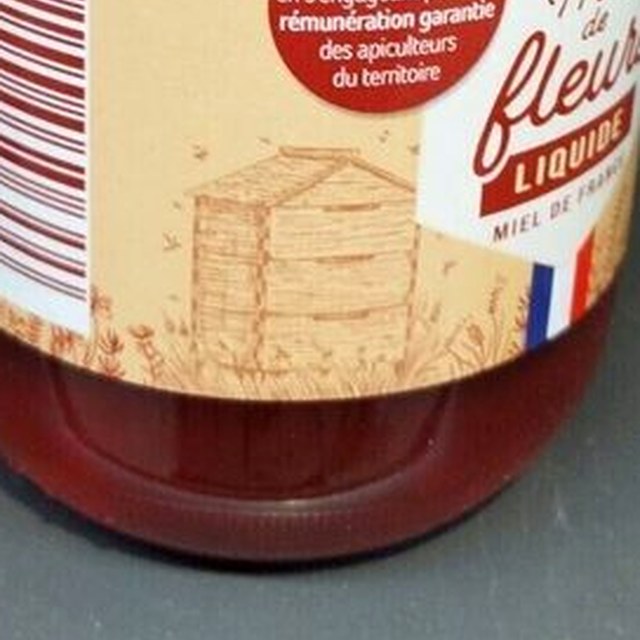 rémunération garantie
des apiculteurs
du territoire
de
fleurs
LIQUIDE
MIEL DE FRANCE